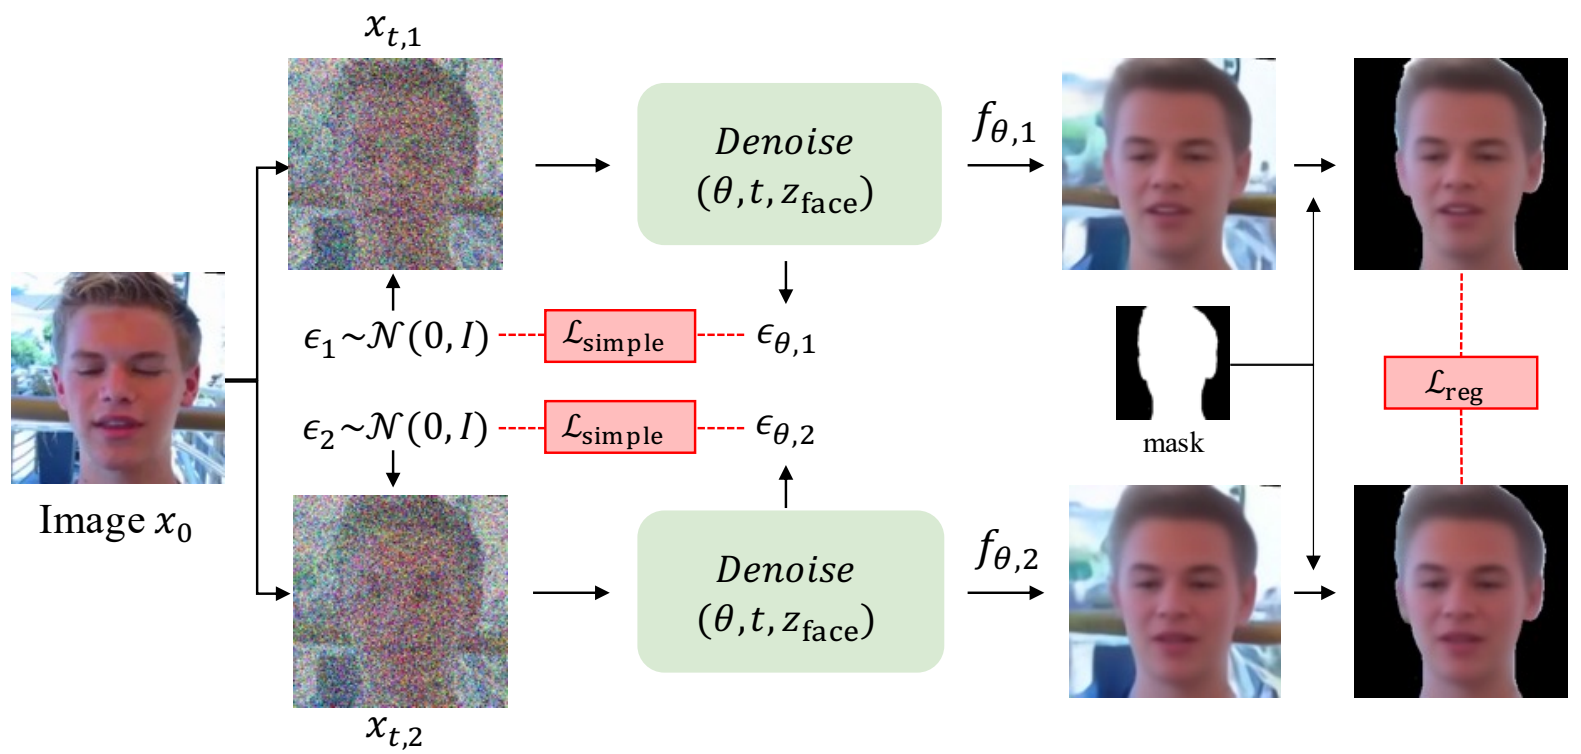 x_{t,1}
Denoise
(θ, t, z_face)
f_{θ,1}
ϵ_1~𝒩(0, I)
ℒ_simple
ϵ_{θ,1}
ℒ_reg
ϵ_2~𝒩(0, I)
ℒ_simple
ϵ_{θ,2}
mask
Image x_0
Denoise
(θ, t, z_face)
f_{θ,2}
x_{t,2}